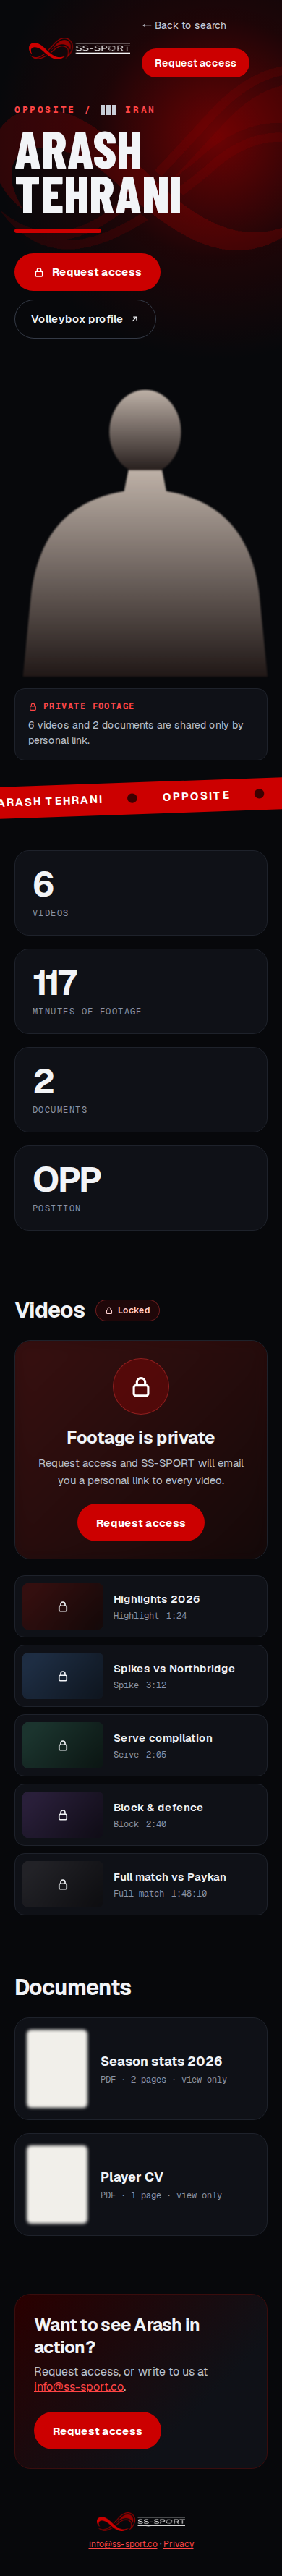 SS-SPORT
← Back to search
Request access
OPPOSITE / IRAN
ARASH
TEHRANI
Request access
Volleybox profile ↗
PRIVATE FOOTAGE
6 videos and 2 documents are shared only by
personal link.
ARASH TEHRANI ● OPPOSITE ●
6
VIDEOS
117
MINUTES OF FOOTAGE
2
DOCUMENTS
OPP
POSITION
Videos
Locked
Footage is private
Request access and SS-SPORT will email
you a personal link to every video.
Request access
Highlights 2026
Highlight 1:24
Spikes vs Northbridge
Spike 3:12
Serve compilation
Serve 2:05
Block & defence
Block 2:40
Full match vs Paykan
Full match 1:48:10
Documents
Season stats 2026
PDF · 2 pages · view only
Player CV
PDF · 1 page · view only
Want to see Arash in
action?
Request access, or write to us at
info@ss-sport.co.
Request access
SS-SPORT
info@ss-sport.co · Privacy